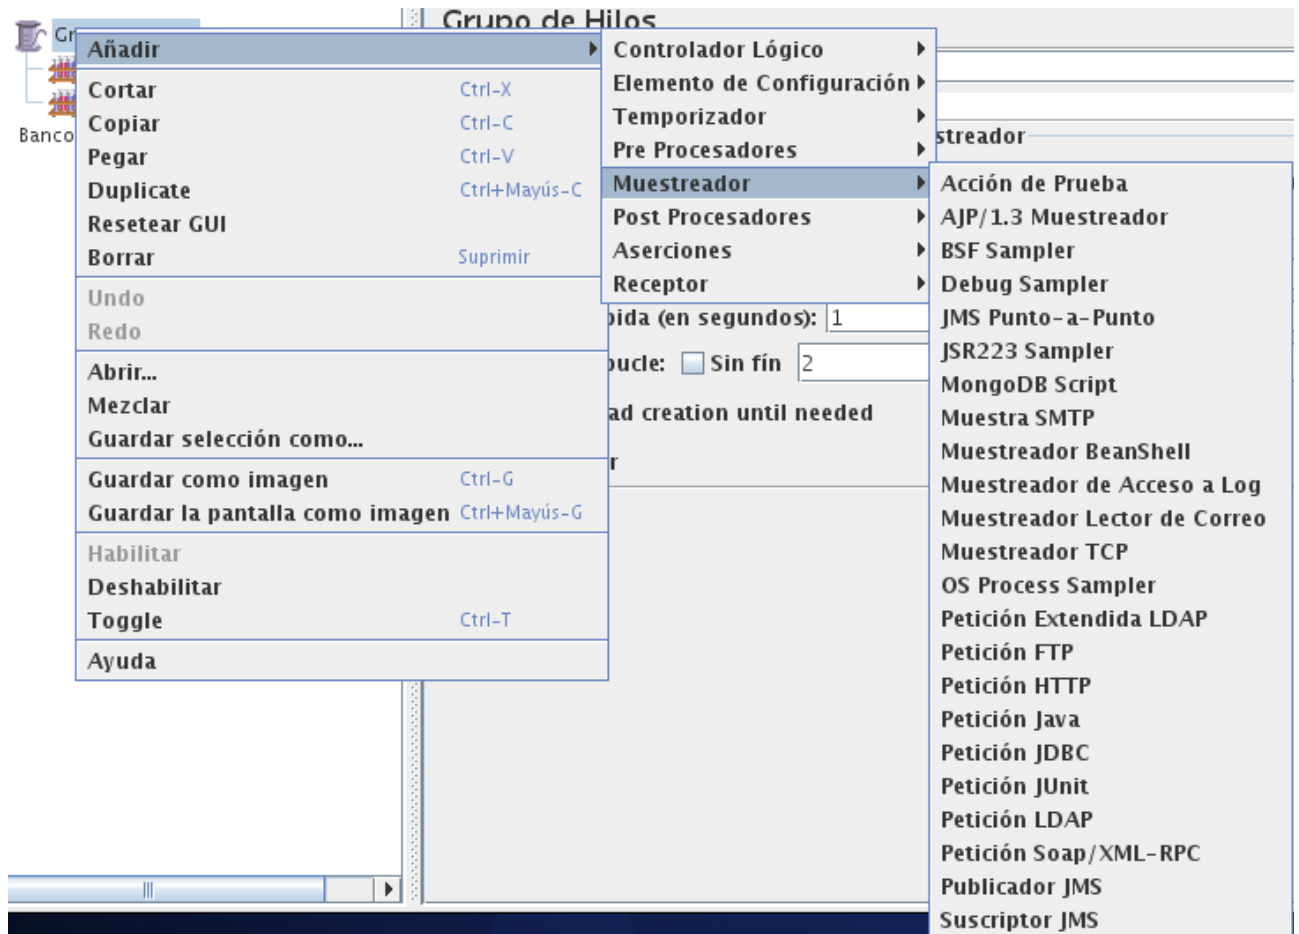 Grupo de Hilos
Gr
Banco
Añadir
Cortar Ctrl-X
Copiar Ctrl-C
Pegar Ctrl-V
Duplicate Ctrl+Mayús-C
Resetear GUI
Borrar Suprimir
Undo
Redo
Abrir...
Mezclar
Guardar selección como...
Guardar como imagen Ctrl-G
Guardar la pantalla como imagen Ctrl+Mayús-G
Habilitar
Deshabilitar
Toggle Ctrl-T
Ayuda
Controlador Lógico
Elemento de Configuración
Temporizador
Pre Procesadores
Muestreador
Post Procesadores
Aserciones
Receptor
streador
bida (en segundos): 1
bucle: Sin fín 2
ad creation until needed
r
Acción de Prueba
AJP/1.3 Muestreador
BSF Sampler
Debug Sampler
JMS Punto-a-Punto
JSR223 Sampler
MongoDB Script
Muestra SMTP
Muestreador BeanShell
Muestreador de Acceso a Log
Muestreador Lector de Correo
Muestreador TCP
OS Process Sampler
Petición Extendida LDAP
Petición FTP
Petición HTTP
Petición Java
Petición JDBC
Petición JUnit
Petición LDAP
Petición Soap/XML-RPC
Publicador JMS
Suscriptor JMS